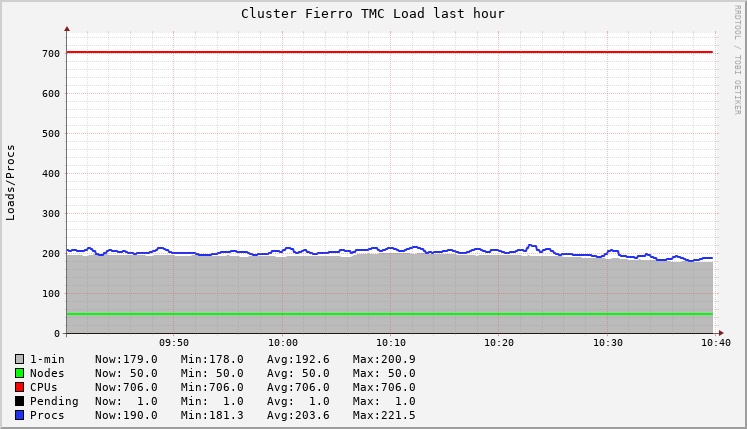 Cluster Fierro TMC Load last hour
RRDTOOL / TOBI OETIKER
Loads/Procs
700
600
500
400
300
200
100
0
09:50 10:00 10:10 10:20 10:30 10:40
1-min Now:179.0 Min:178.0 Avg:192.6 Max:200.9
Nodes Now: 50.0 Min: 50.0 Avg: 50.0 Max: 50.0
CPUs Now:706.0 Min:706.0 Avg:706.0 Max:706.0
Pending Now: 1.0 Min: 1.0 Avg: 1.0 Max: 1.0
Procs Now:190.0 Min:181.3 Avg:203.6 Max:221.5